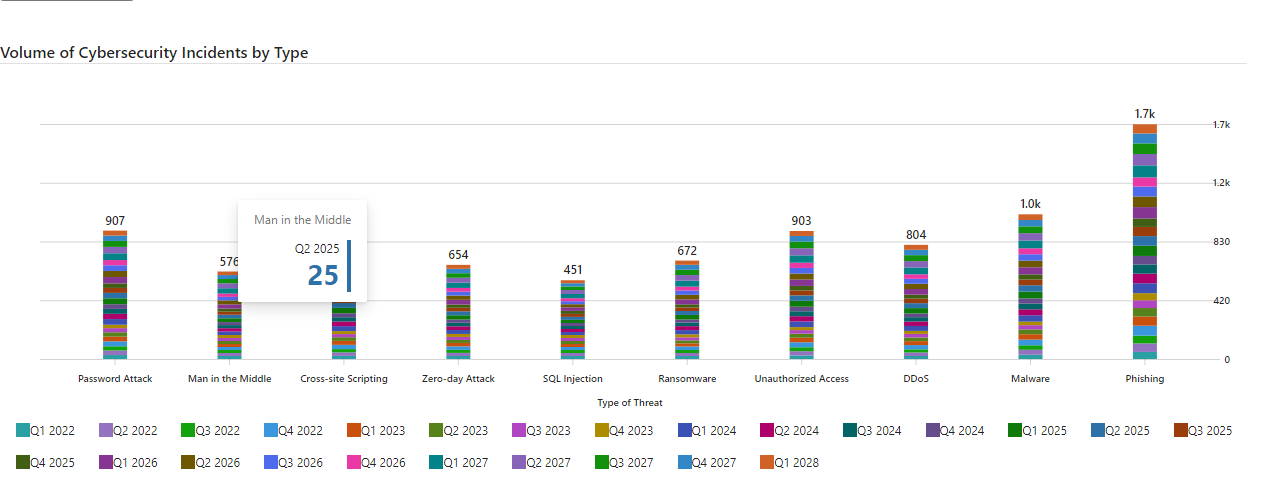 Volume of Cybersecurity Incidents by Type
1.7k
1.7k
1.2k
1.0k
907
903
Man in the Middle
804
830
Q2 2025
25
576
654
672
451
420
0
Password Attack Man in the Middle Cross-site Scripting Zero-day Attack SQL Injection Ransomware Unauthorized Access DDoS Malware Phishing
Type of Threat
Q1 2022 Q2 2022 Q3 2022 Q4 2022 Q1 2023 Q2 2023 Q3 2023 Q4 2023 Q1 2024 Q2 2024 Q3 2024 Q4 2024 Q1 2025 Q2 2025 Q3 2025
Q4 2025 Q1 2026 Q2 2026 Q3 2026 Q4 2026 Q1 2027 Q2 2027 Q3 2027 Q4 2027 Q1 2028